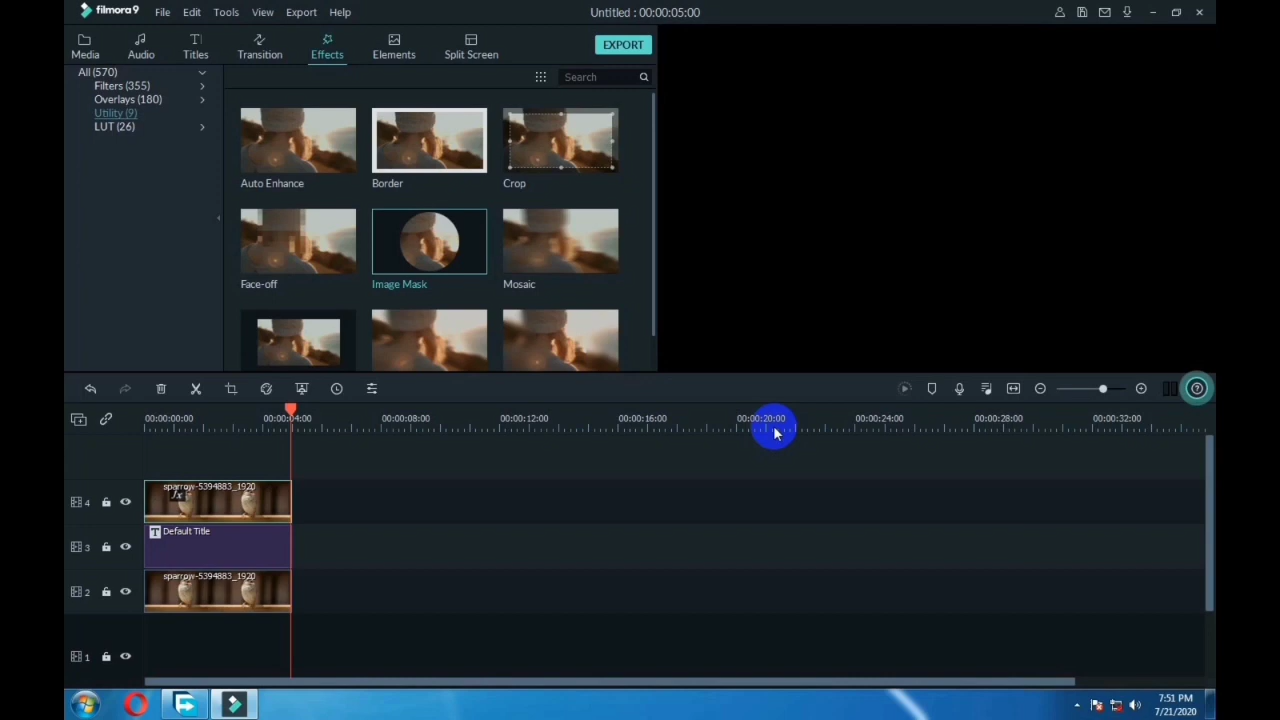 filmora9 File Edit Tools View Export Help Untitled : 00:00:05:00
Media Audio Titles Transition Effects Elements Split Screen EXPORT
All (570)
Filters (355)
Overlays (180)
Utility (9)
LUT (26)
Search
Auto Enhance Border Crop
Face-off Image Mask Mosaic
00:00:00:00 00:00:04:00 00:00:08:00 00:00:12:00 00:00:16:00 00:00:20:00 00:00:24:00 00:00:28:00 00:00:32:00
4 sparrow-5394883_1920
fx
3 T Default Title
2 sparrow-5394883_1920
1
7:51 PM
7/21/2020